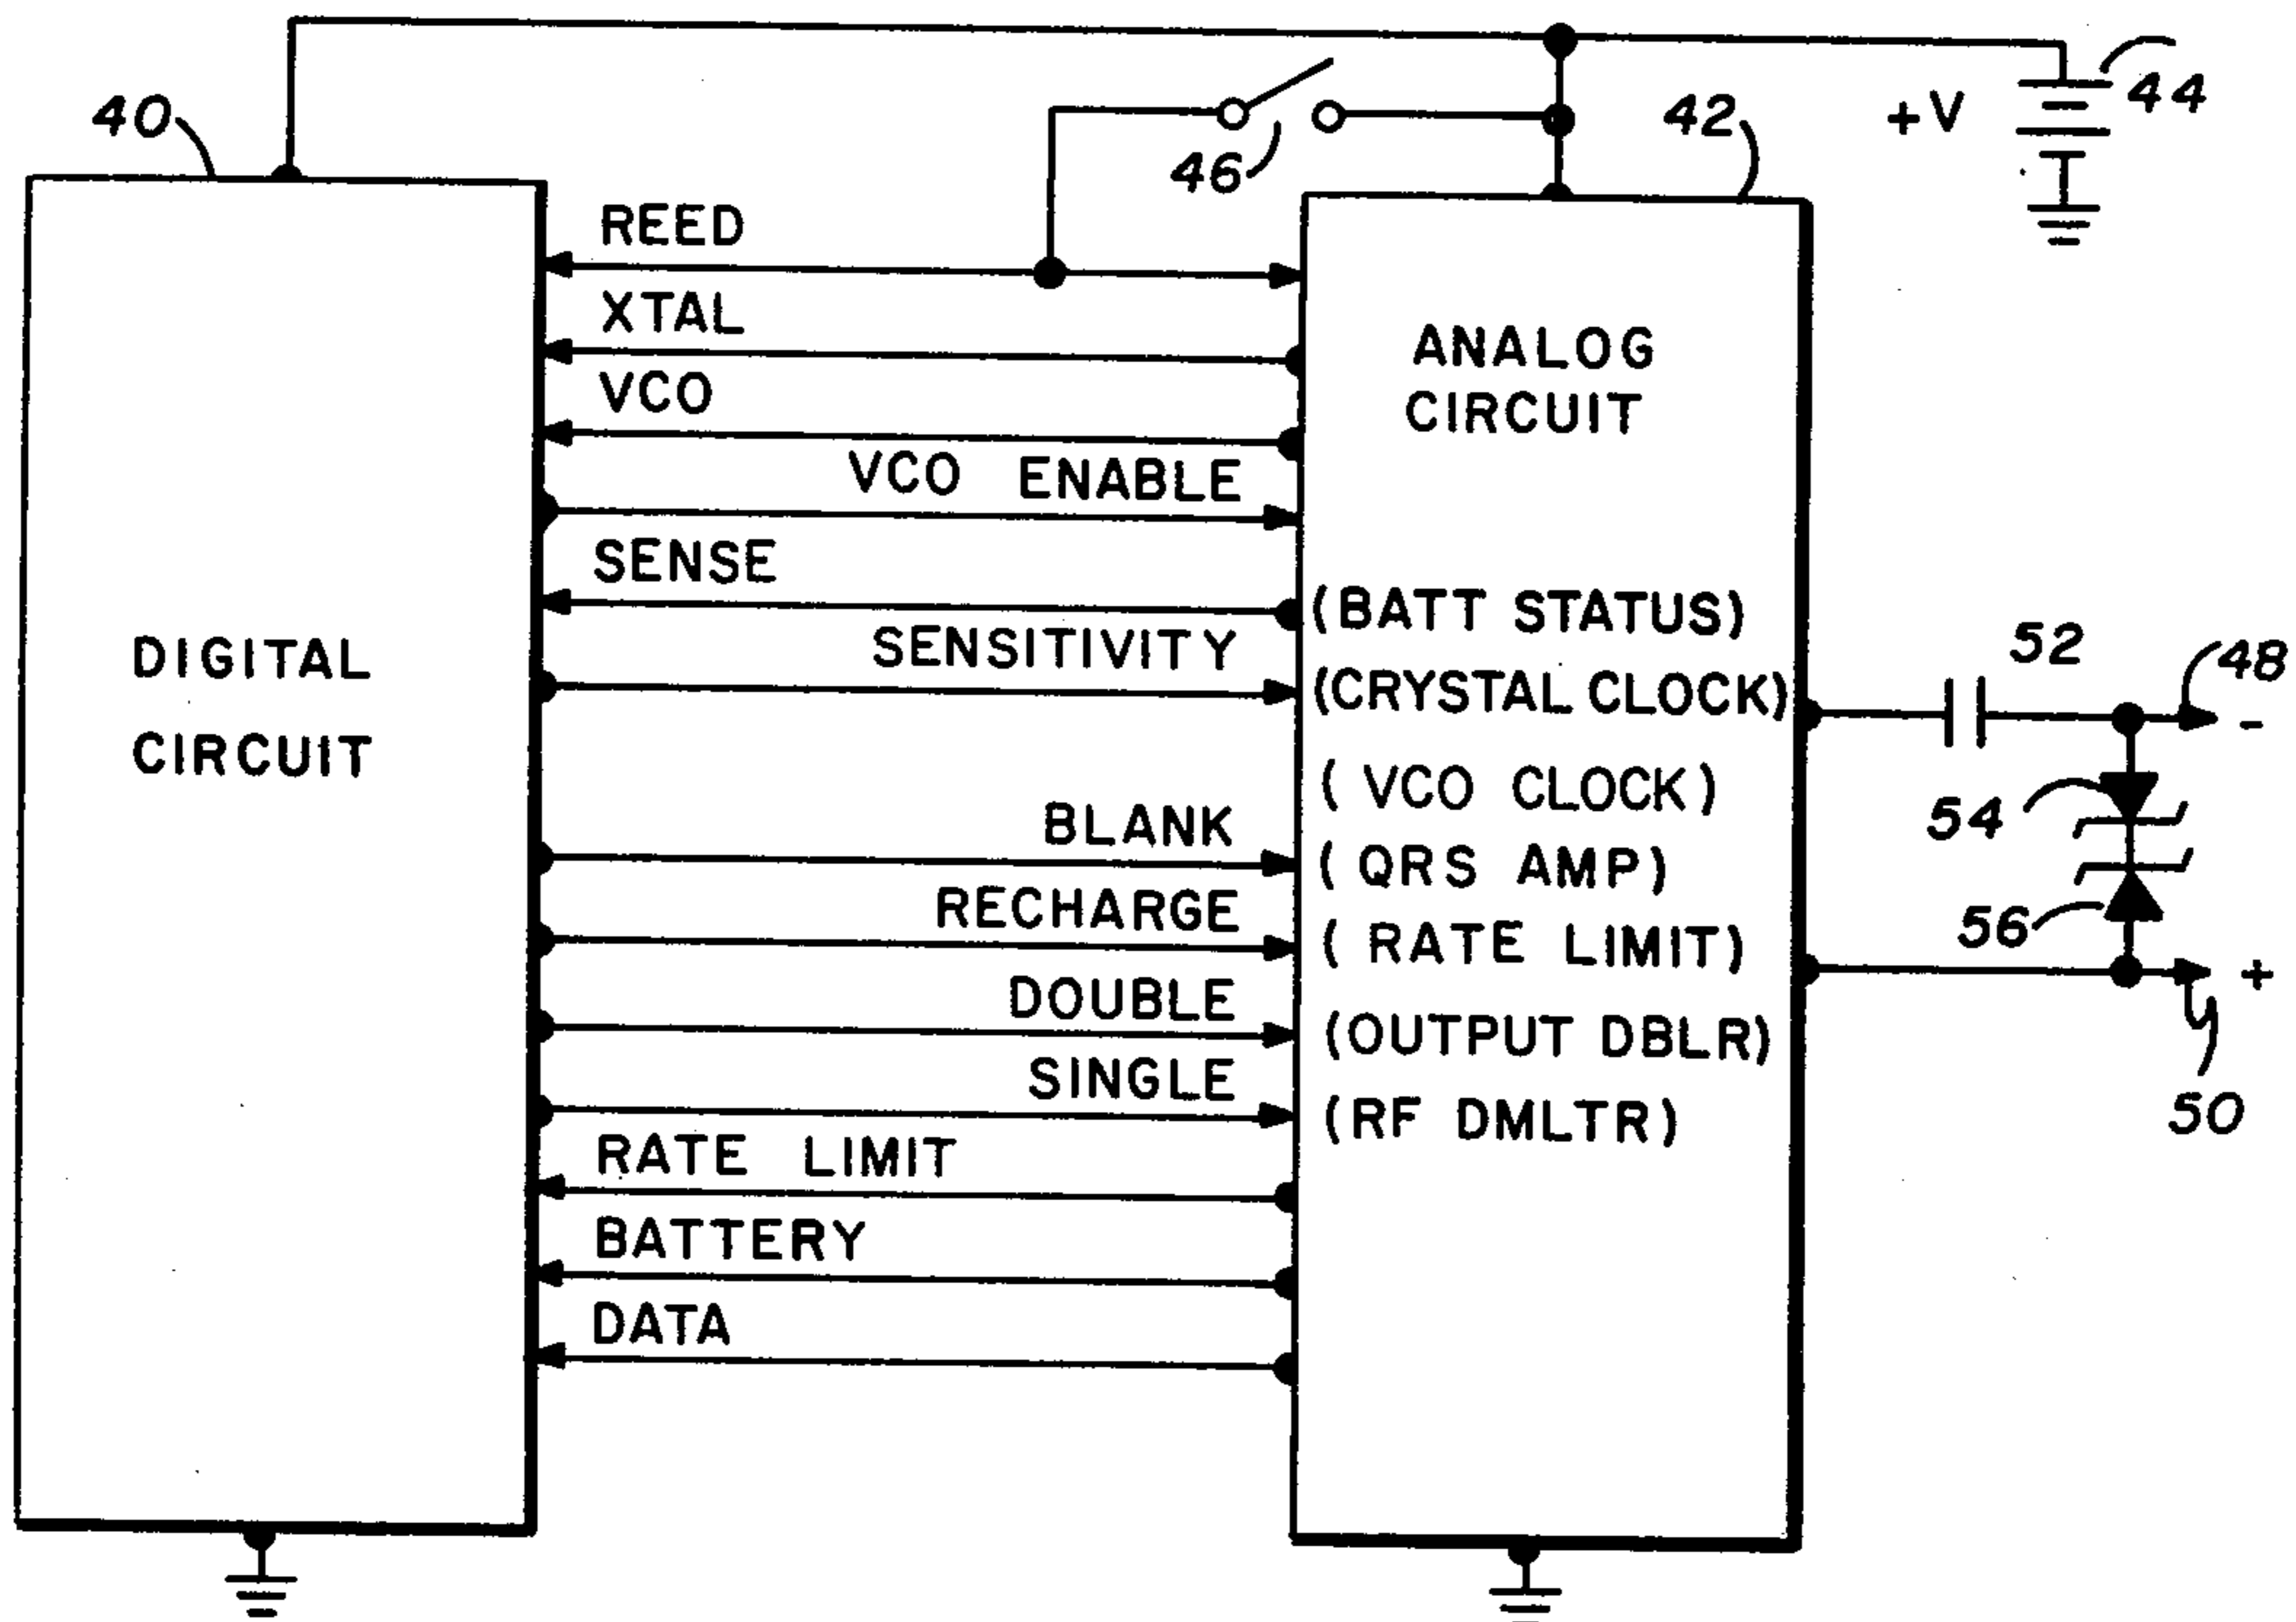 40
46
42
+V
44
REED
XTAL
VCO
VCO ENABLE
SENSE
SENSITIVITY
BLANK
RECHARGE
DOUBLE
SINGLE
RATE LIMIT
BATTERY
DATA
DIGITAL
CIRCUIT
ANALOG
CIRCUIT
(BATT STATUS)
(CRYSTAL CLOCK)
( VCO CLOCK)
( QRS AMP)
( RATE LIMIT)
(OUTPUT DBLR)
(RF DMLTR)
52
48
-
54
56
+
50